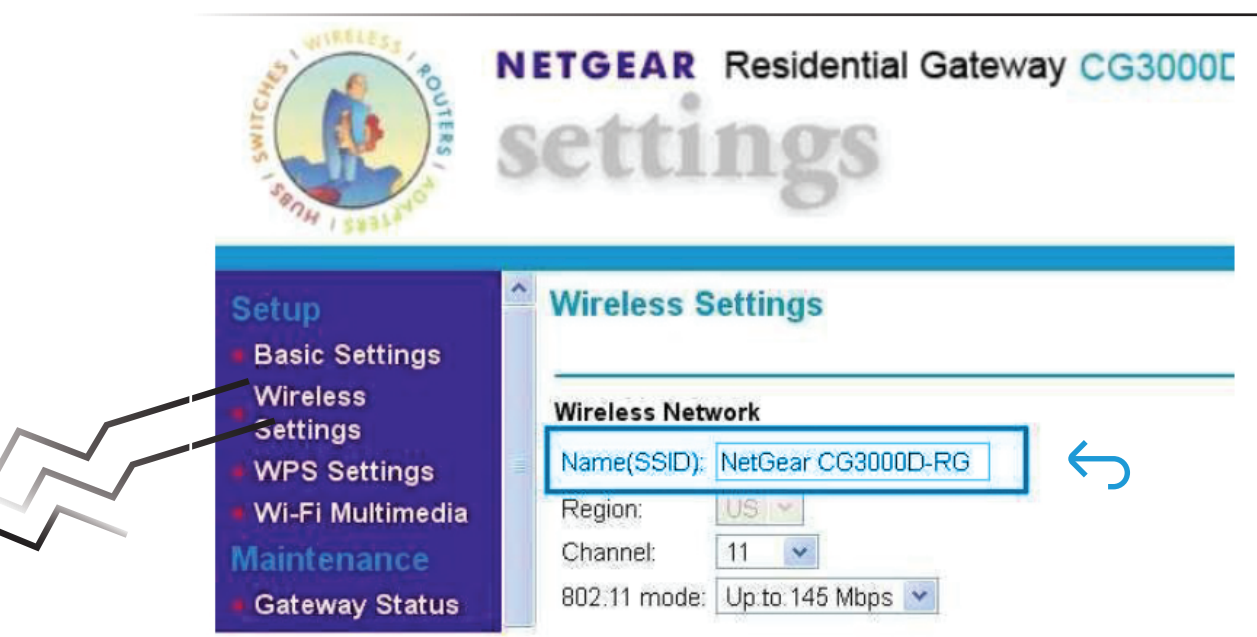 SWITCHES | WIRELESS | ROUTERS | ADAPTERS | HUBS |
NETGEAR Residential Gateway CG3000D
settings
Setup
Basic Settings
Wireless
Settings
WPS Settings
Wi-Fi Multimedia
Maintenance
Gateway Status
Wireless Settings
Wireless Network
Name(SSID): NetGear CG3000D-RG
Region: US
Channel: 11
802.11 mode: Up to 145 Mbps